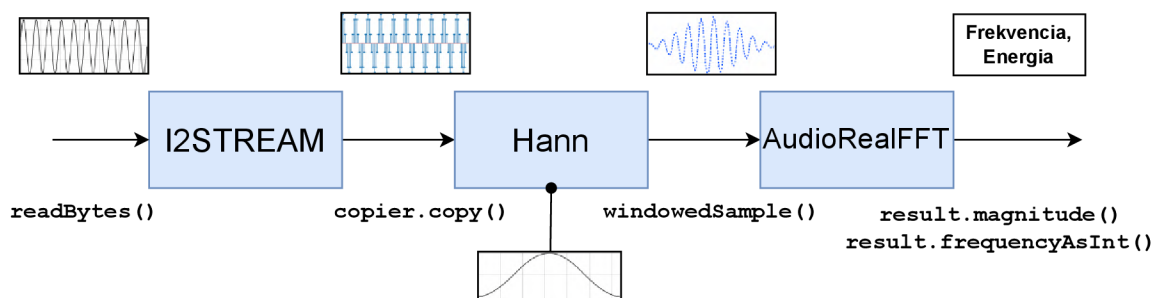 Frekvencia,
Energia
I2STREAM
Hann
AudioRealFFT
readBytes()
copier.copy()
windowedSample()
result.magnitude()
result.frequencyAsInt()